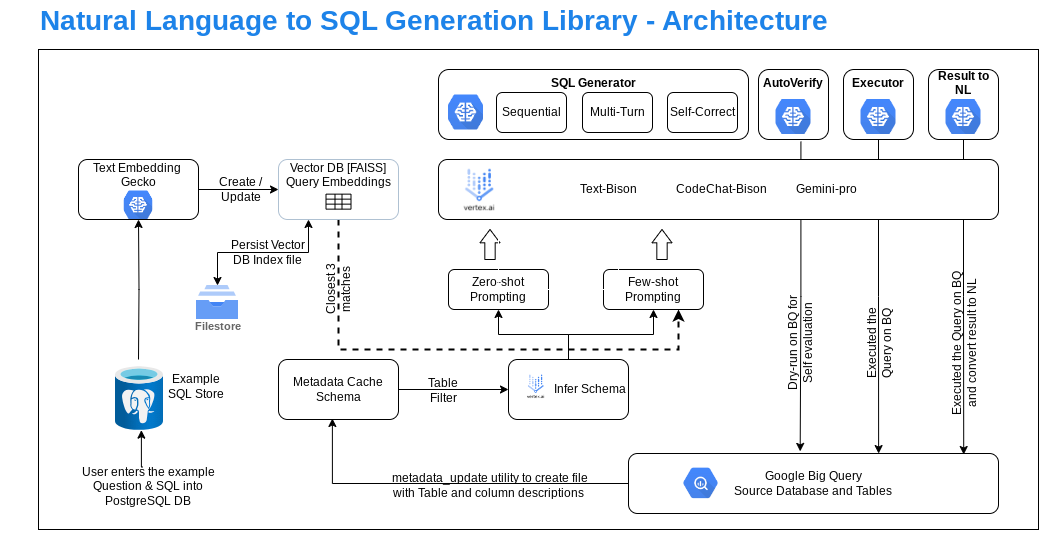 Natural Language to SQL Generation Library - Architecture
SQL Generator
Sequential
Multi-Turn
Self-Correct
AutoVerify
Executor
Result to
NL
Text Embedding
Gecko
Create /
Update
Vector DB [FAISS]
Query Embeddings
vertex.ai
Text-Bison
CodeChat-Bison
Gemini-pro
Persist Vector
DB Index file
Filestore
Closest 3
matches
Zero-shot
Prompting
Few-shot
Prompting
Dry-run on BQ for
Self evaluation
Executed the
Query on BQ
Executed the Query on BQ
and convert result to NL
Example
SQL Store
Metadata Cache
Schema
Table
Filter
vertex.ai
Infer Schema
User enters the example
Question & SQL into
PostgreSQL DB
metadata_update utility to create file
with Table and column descriptions
Google Big Query
Source Database and Tables